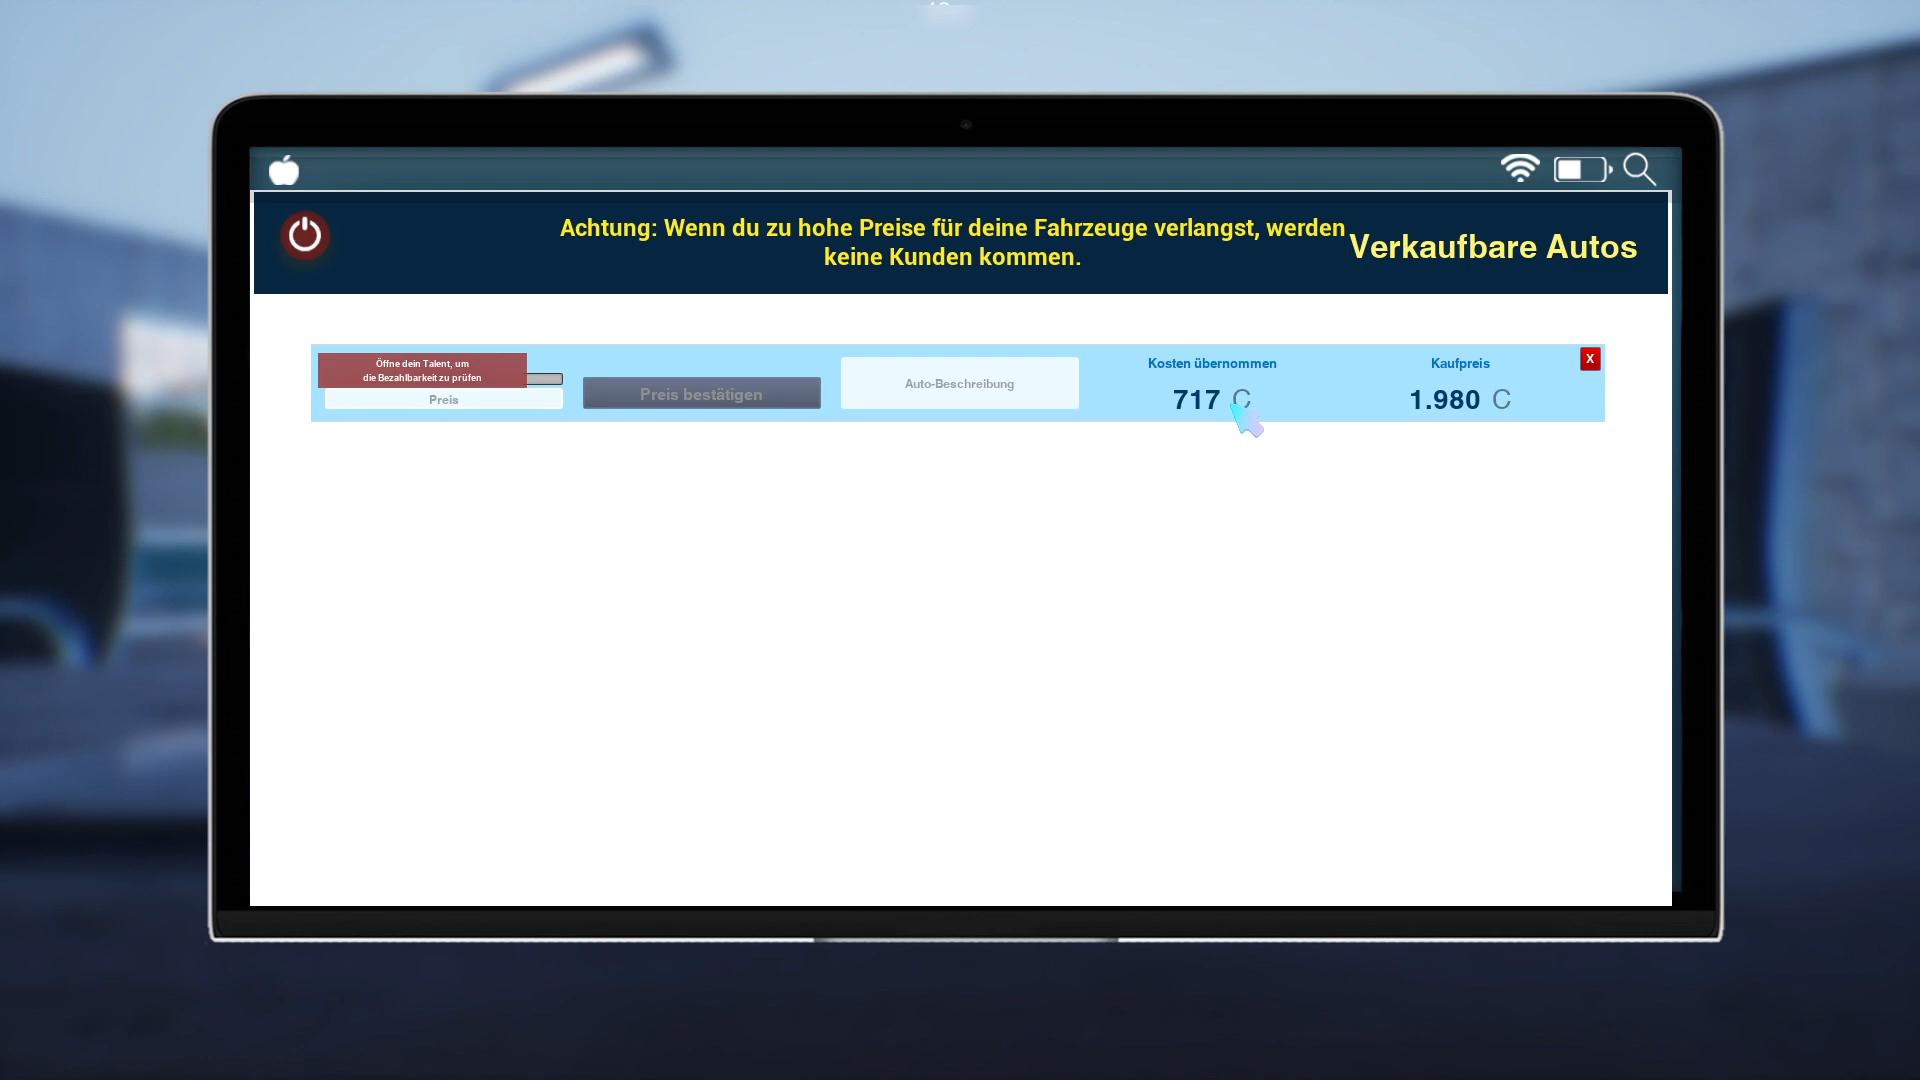 Achtung: Wenn du zu hohe Preise für deine Fahrzeuge verlangst, werden
keine Kunden kommen.
Verkaufbare Autos
Öffne dein Talent, um
die Bezahlbarkeit zu prüfen
Preis
Preis bestätigen
Auto-Beschreibung
Kosten übernommen
717 C
Kaufpreis
1.980 C
X